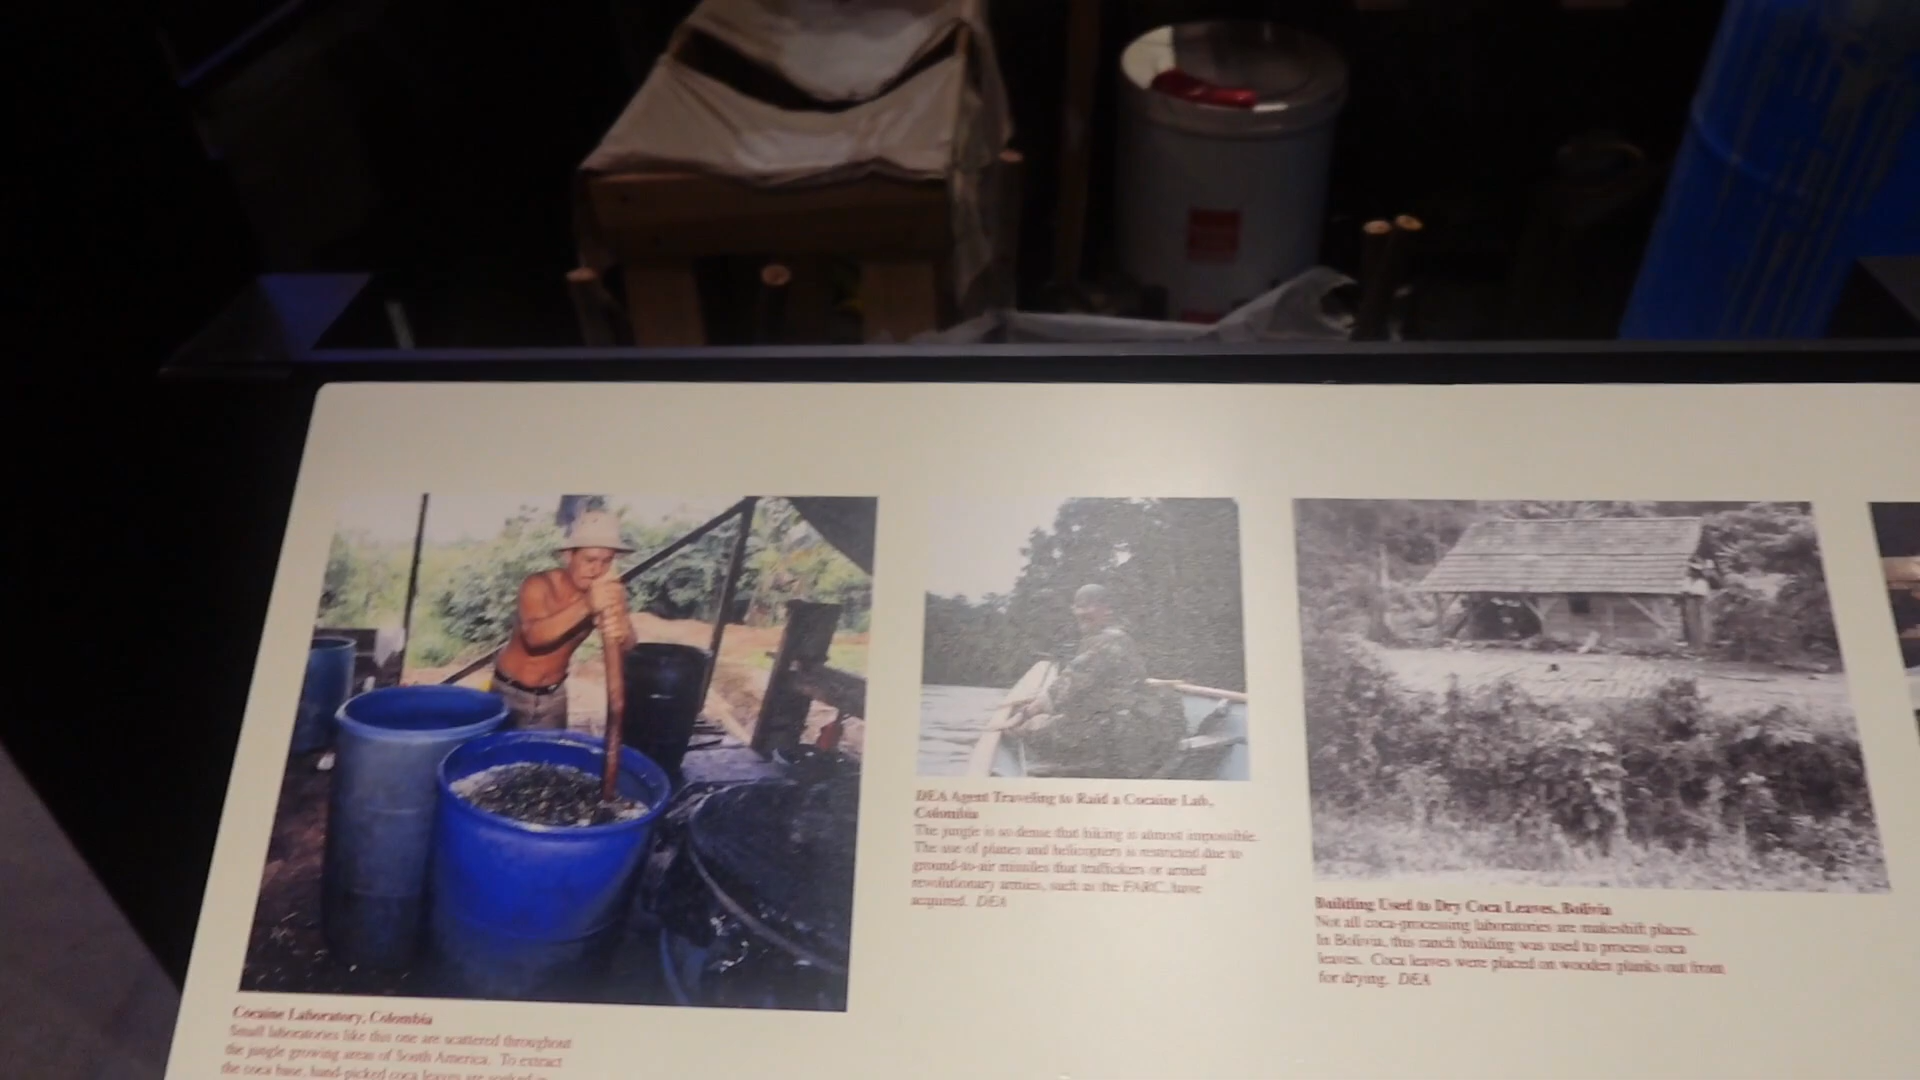 Cocaine Laboratory, Colombia
Small laboratories like this one are scattered throughout
the jungle growing areas of South America. To extract
the coca base, hand-picked coca leaves are soaked in
DEA Agent Traveling to Raid a Cocaine Lab,
Colombia
The jungle is so dense that hiking is almost impossible.
The use of planes and helicopters is restricted due to
ground-to-air missiles that traffickers or armed
revolutionary armies, such as the FARC, have
acquired. DEA
Building Used to Dry Coca Leaves, Bolivia
Not all coca-processing laboratories are makeshift places.
In Bolivia, this ranch building was used to process coca
leaves. Coca leaves were placed on wooden planks out front
for drying. DEA